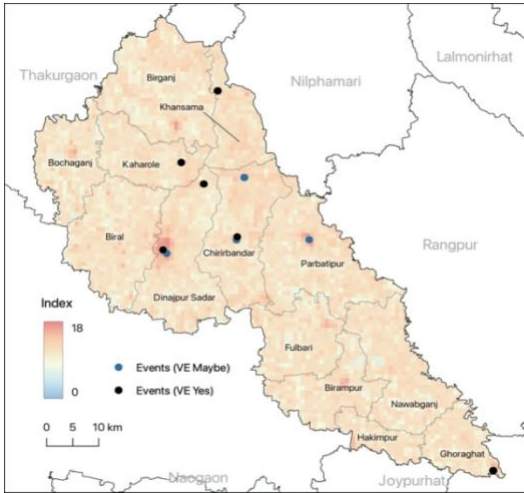 Thakurgaon
Lalmonirhat
Nilphamari
Birganj
Khansama
Bochaganj
Kaharole
Biral
Chirirbandar
Rangpur
Parbatipur
Dinajpur Sadar
Index
18
0
Events (VE Maybe)
Events (VE Yes)
Fulbari
Birampur
Nawabganj
Hakimpur
Ghoraghat
0 10 km
Naogaon
Joypurhat